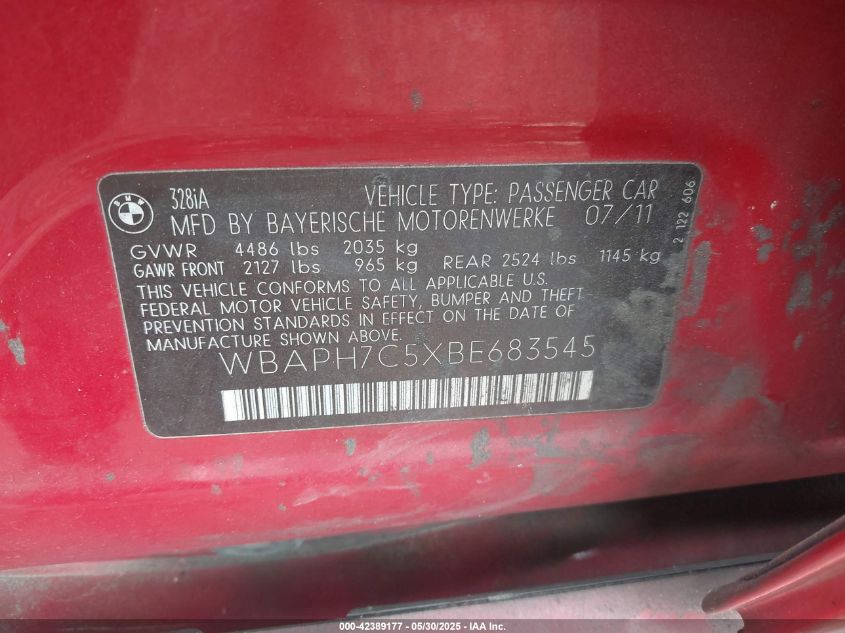 BMW
328iA VEHICLE TYPE: PASSENGER CAR
MFD BY BAYERISCHE MOTORENWERKE 07/11
GVWR 4486 lbs 2035 kg
GAWR FRONT 2127 lbs 965 kg REAR 2524 lbs 1145 kg
THIS VEHICLE CONFORMS TO ALL APPLICABLE U.S.
FEDERAL MOTOR VEHICLE SAFETY, BUMPER AND THEFT
PREVENTION STANDARDS IN EFFECT ON THE DATE OF
MANUFACTURE SHOWN ABOVE.
WBAPH7C5XBE683545
2 122 606
000-42389177 - 05/30/2025 - IAA Inc.